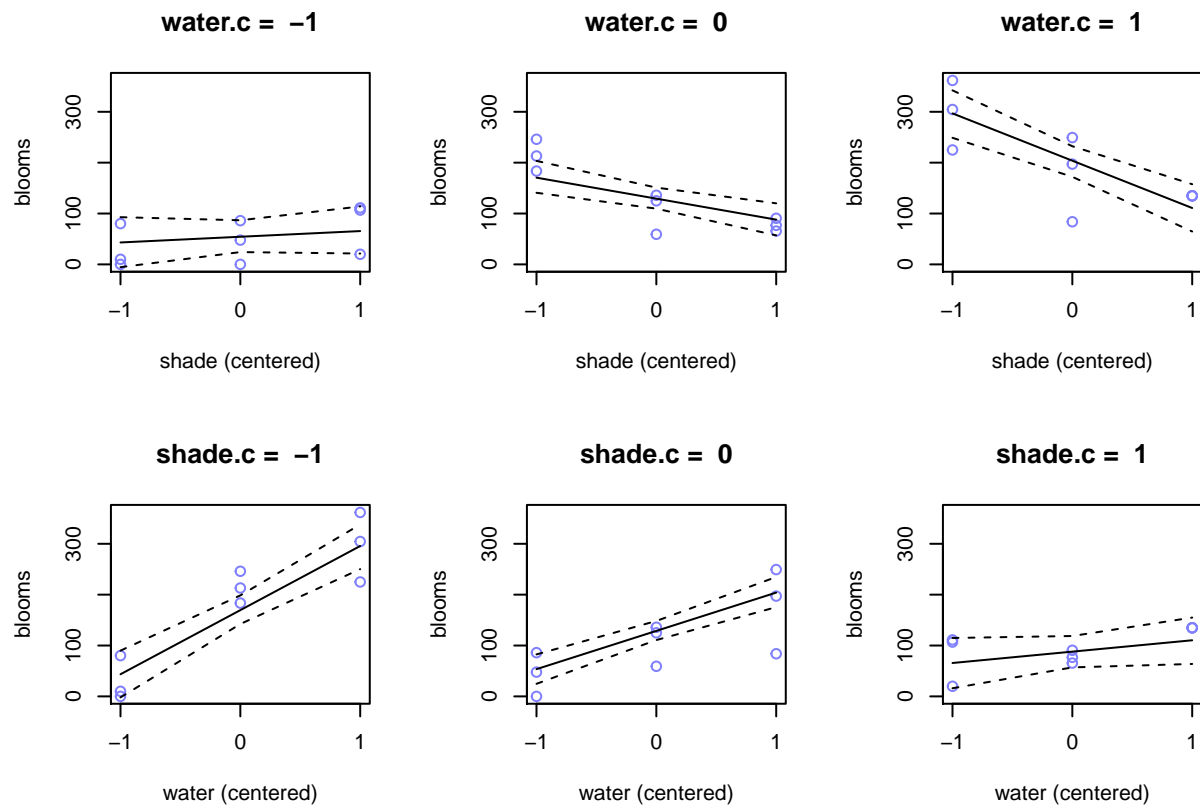 water.c = −1
water.c = 0
water.c = 1
blooms
0 100 300
−1 0 1
shade (centered)
blooms
0 100 300
−1 0 1
shade (centered)
blooms
0 100 300
−1 0 1
shade (centered)
shade.c = −1
shade.c = 0
shade.c = 1
blooms
0 100 300
−1 0 1
water (centered)
blooms
0 100 300
−1 0 1
water (centered)
blooms
0 100 300
−1 0 1
water (centered)